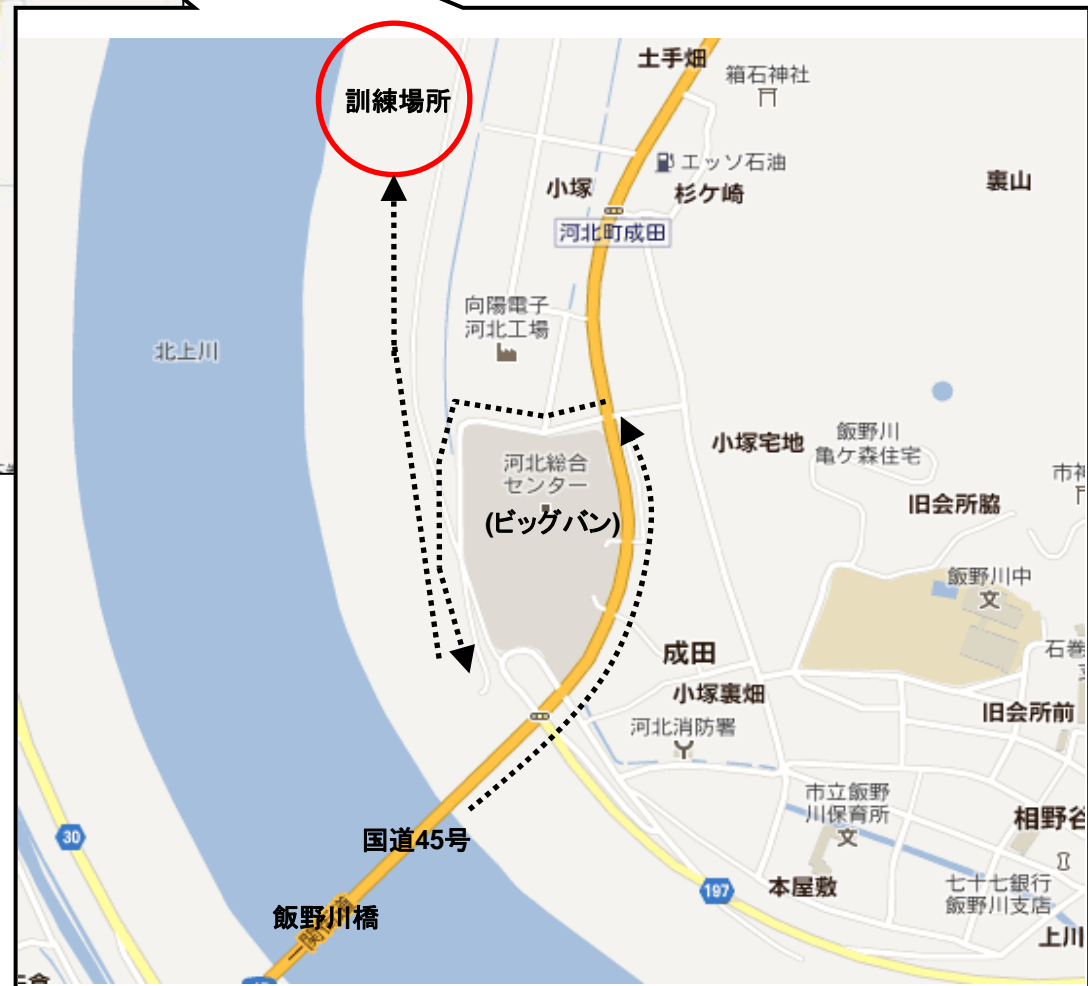 土手畑
箱石神社
訓練場所
エッソ石油
裏山
小塚
杉ケ崎
河北町成田
向陽電子
河北工場
北上川
小塚宅地
飯野川
亀ケ森住宅
河北総合
センター
(ビッグバン)
旧会所脇
飯野川中
文
成田
小塚裏畑
旧会所前
河北消防署
市立飯野
川保育所
文
国道45号
30
相野谷
197
本屋敷
七十七銀行
飯野川支店
飯野川橋
上川